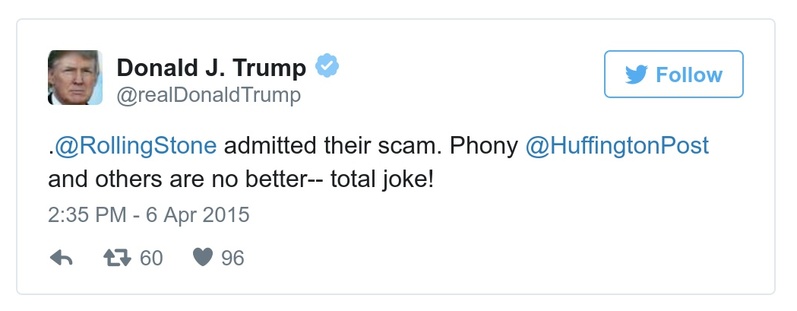 Donald J. Trump
@realDonaldTrump
Follow
.@RollingStone admitted their scam. Phony @HuffingtonPost
and others are no better-- total joke!
2:35 PM - 6 Apr 2015
60 96